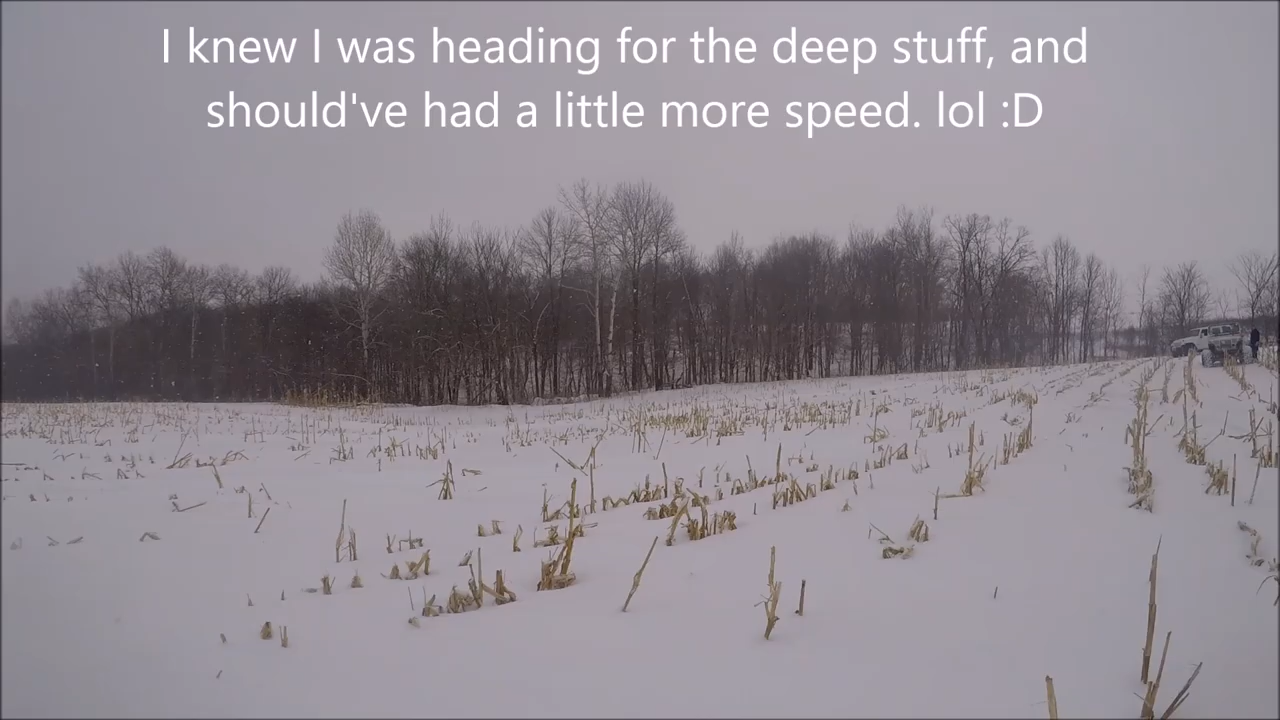 I knew I was heading for the deep stuff, and
should've had a little more speed. lol :D